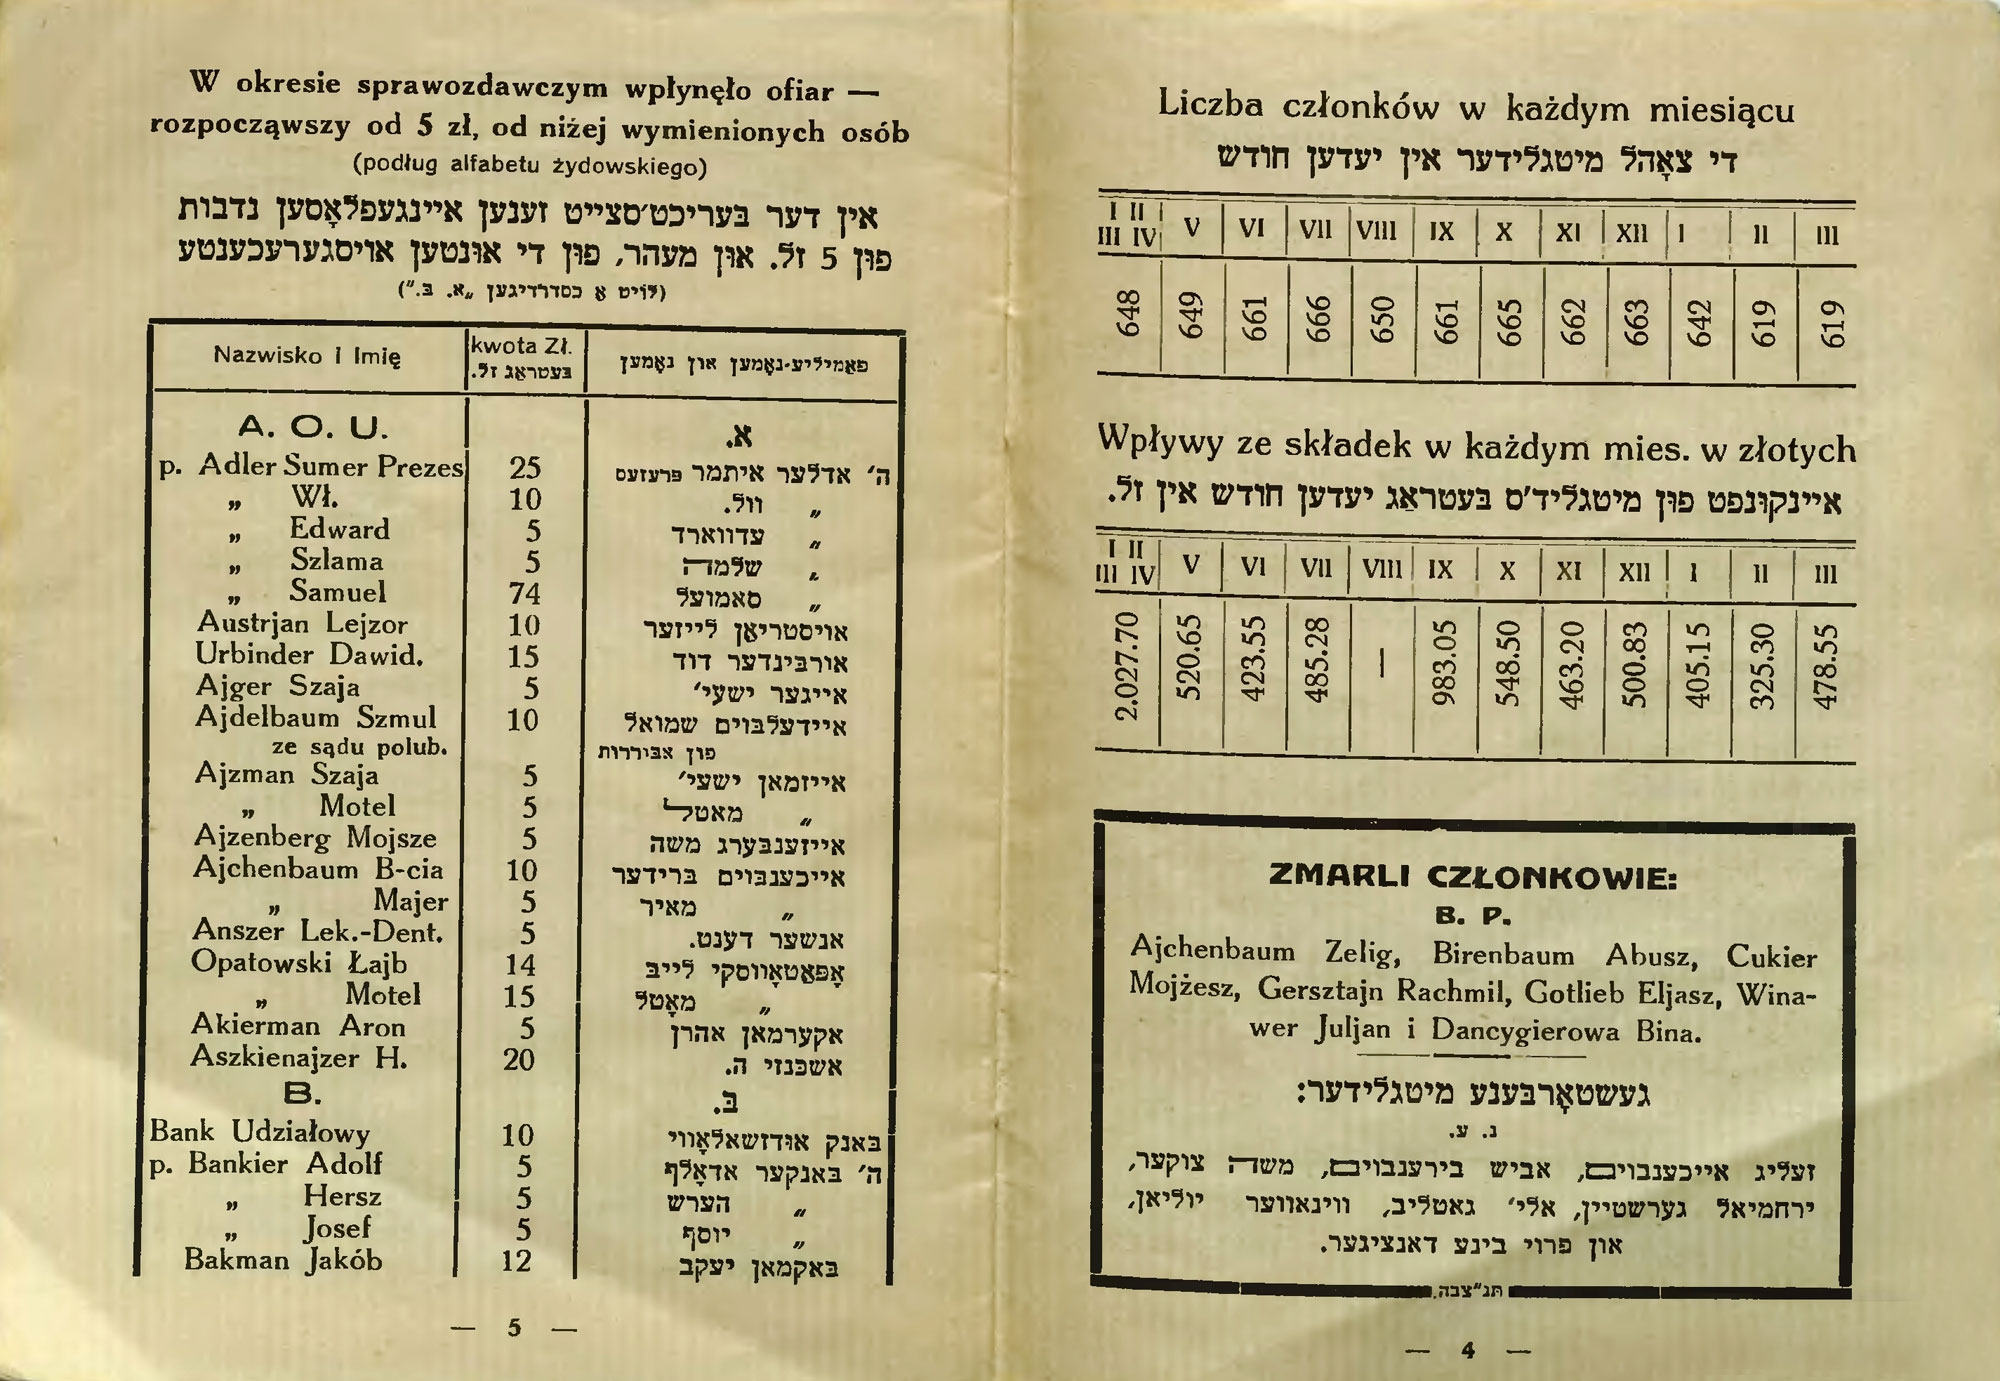 W okresie sprawozdawczym wpłynęło ofiar —
rozpocząwszy od 5 zł, od niżej wymienionych osób
(podług alfabetu żydowskiego)
אין דער בעריכט'סצייט זענען איינגעפלאָסען נדבות
פון 5 זל. און מעהר, פון די אונטען אויסגערעכענטע
(לויט א כסדרדיגען „א. ב.")
Nazwisko i Imię kwota Zł. בעטראג זל. פאמיליע-נאָמען און נאָמען
A. O. U. א.
p. Adler Sumer Prezes 25 ה' אדלער איתמר פרעזעס
„ Wł. 10 „ וול.
„ Edward 5 „ עדווארד
„ Szlama 5 „ שלמה
„ Samuel 74 „ סאמועל
Austrjan Lejzor 10 אויסטריאן לייזער
Urbinder Dawid. 15 אורבינדער דוד
Ajger Szaja 5 אייגער ישעי'
Ajdelbaum Szmul 10 איידעלבוים שמואל
ze sądu polub. פון אבוררות
Ajzman Szaja 5 אייזמאן ישעי'
„ Motel 5 „ מאטל
Ajzenberg Mojsze 5 אייזענבערג משה
Ajchenbaum B-cia 10 אייכענבוים ברידער
„ Majer 5 „ מאיר
Anszer Lek.-Dent. 5 אנשער דענט.
Opatowski Łajb 14 אָפאטאָווסקי לייב
„ Motel 15 „ מאָטל
Akierman Aron 5 אקערמאן אהרן
Aszkienajzer H. 20 אשכנזי ה.
B. ב.
Bank Udziałowy 10 באנק אודזשאלאָווי
p. Bankier Adolf 5 ה' באנקער אדאָלף
„ Hersz 5 „ הערש
„ Josef 5 „ יוסף
Bakman Jakób 12 באקמאן יעקב
— 5 —
Liczba członków w każdym miesiącu
די צאָהל מיטגלידער אין יעדען חודש
I II III IV V VI VII VIII IX X XI XII I II III
648 649 661 666 650 661 665 662 663 642 619 619
Wpływy ze składek w każdym mies. w złotych
איינקונפט פון מיטגליד'ס בעטראג יעדען חודש אין זל.
I II III IV V VI VII VIII IX X XI XII I II III
2.027.70 520.65 423.55 485.28 — 983.05 548.50 463.20 500.83 405.15 325.30 478.55
ZMARLI CZŁONKOWIE:
B. P.
Ajchenbaum Zelig, Birenbaum Abusz, Cukier
Mojżesz, Gersztajn Rachmil, Gotlieb Eljasz, Wina-
wer Juljan i Dancygierowa Bina.
געשטאָרבענע מיטגלידער:
נ. ע.
זעליג אייכענבוים, אביש בירענבוים, משה צוקער,
ירחמיאל גערשטיין, אלי' גאטליב, ווינאווער יוליאן,
און פרוי בינע דאנציגער.
תנ"צבה.
— 4 —